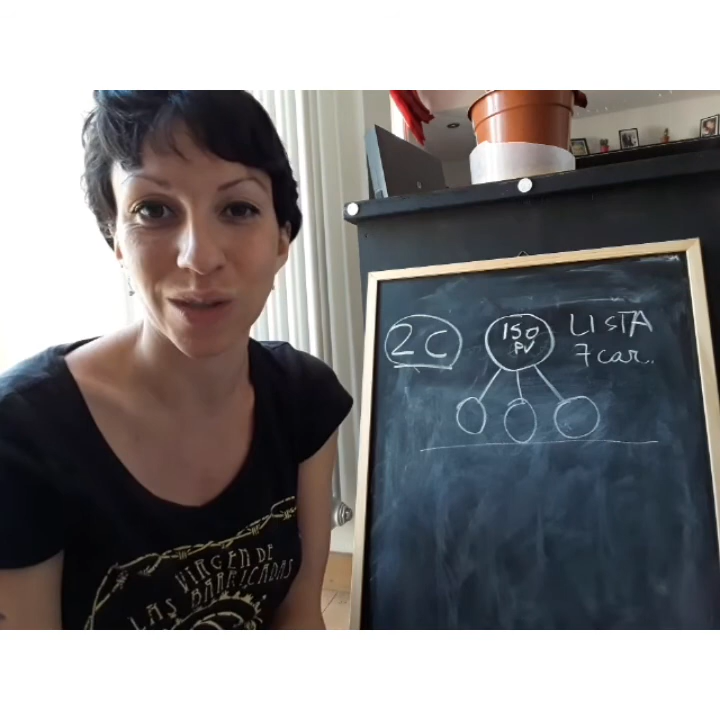 2C
150
PV
LISTA
7 car.
LAS VIRGEN DE
BARRICADAS